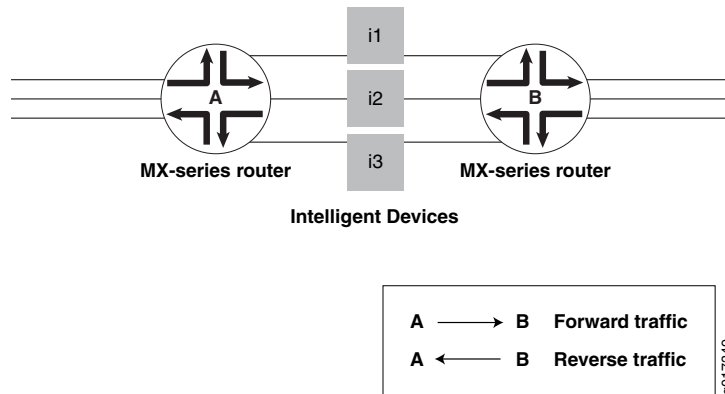 i1
A
i2
B
i3
MX-series router
MX-series router
Intelligent Devices
A B Forward traffic
A B Reverse traffic